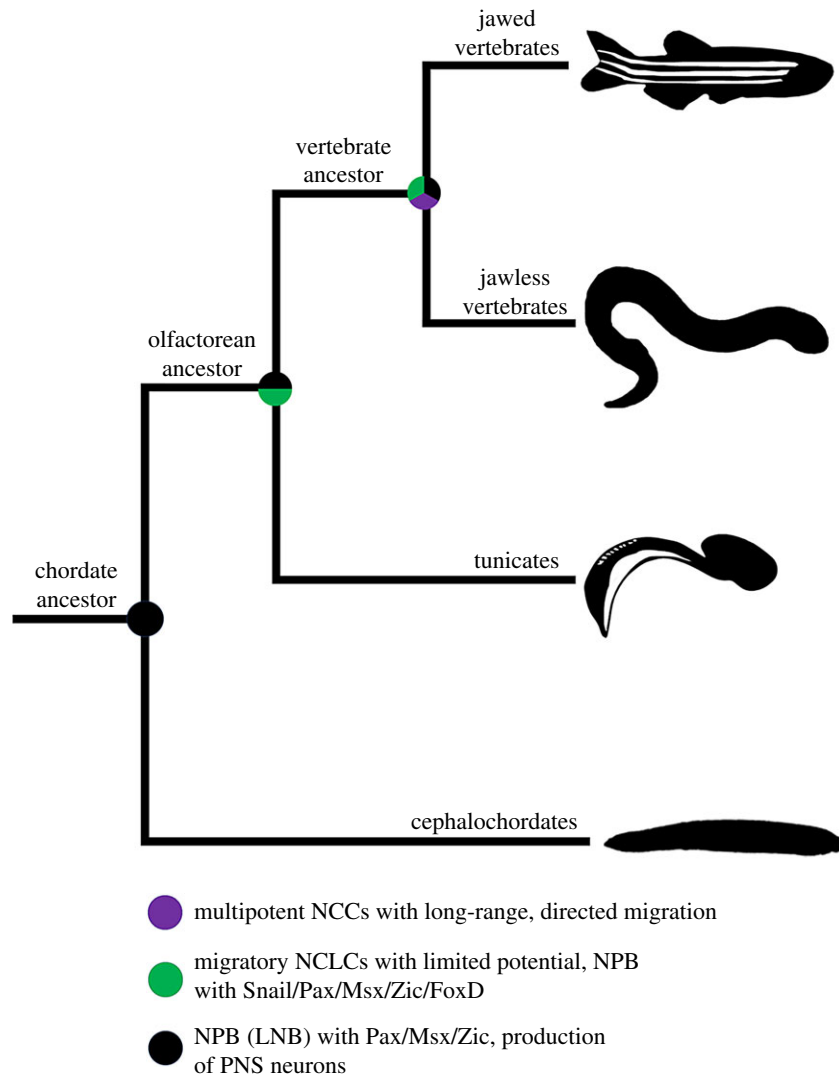 jawed
vertebrates
vertebrate
ancestor
jawless
vertebrates
olfactorean
ancestor
tunicates
chordate
ancestor
cephalochordates
multipotent NCCs with long-range, directed migration
migratory NCLCs with limited potential, NPB
with Snail/Pax/Msx/Zic/FoxD
NPB (LNB) with Pax/Msx/Zic, production
of PNS neurons